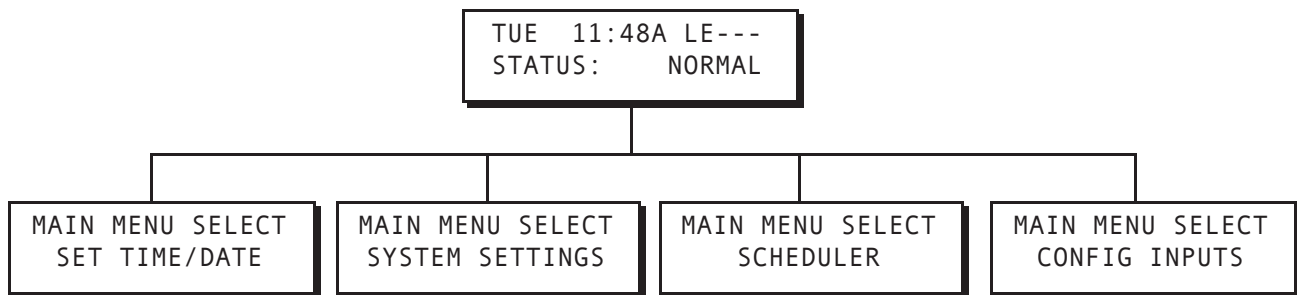 TUE 11:48A LE---
STATUS: NORMAL
MAIN MENU SELECT
SET TIME/DATE
MAIN MENU SELECT
SYSTEM SETTINGS
MAIN MENU SELECT
SCHEDULER
MAIN MENU SELECT
CONFIG INPUTS